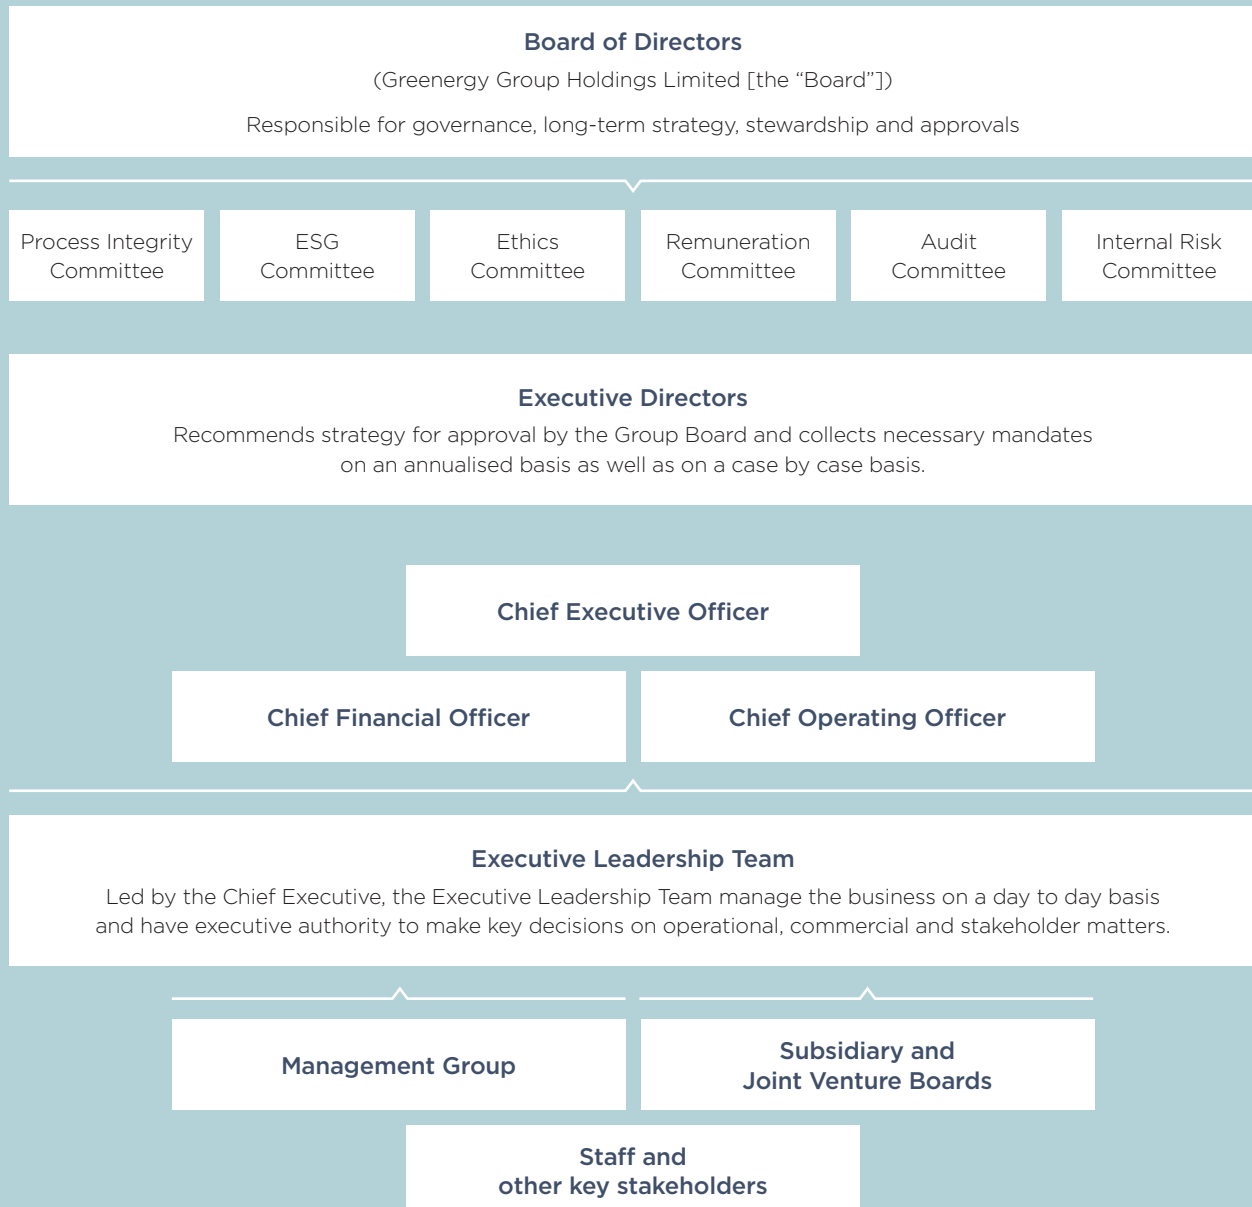 Board of Directors
(Greenergy Group Holdings Limited [the “Board”])
Responsible for governance, long-term strategy, stewardship and approvals
Process Integrity
Committee
ESG
Committee
Ethics
Committee
Remuneration
Committee
Audit
Committee
Internal Risk
Committee
Executive Directors
Recommends strategy for approval by the Group Board and collects necessary mandates
on an annualised basis as well as on a case by case basis.
Chief Executive Officer
Chief Financial Officer
Chief Operating Officer
Executive Leadership Team
Led by the Chief Executive, the Executive Leadership Team manage the business on a day to day basis
and have executive authority to make key decisions on operational, commercial and stakeholder matters.
Management Group
Subsidiary and
Joint Venture Boards
Staff and
other key stakeholders